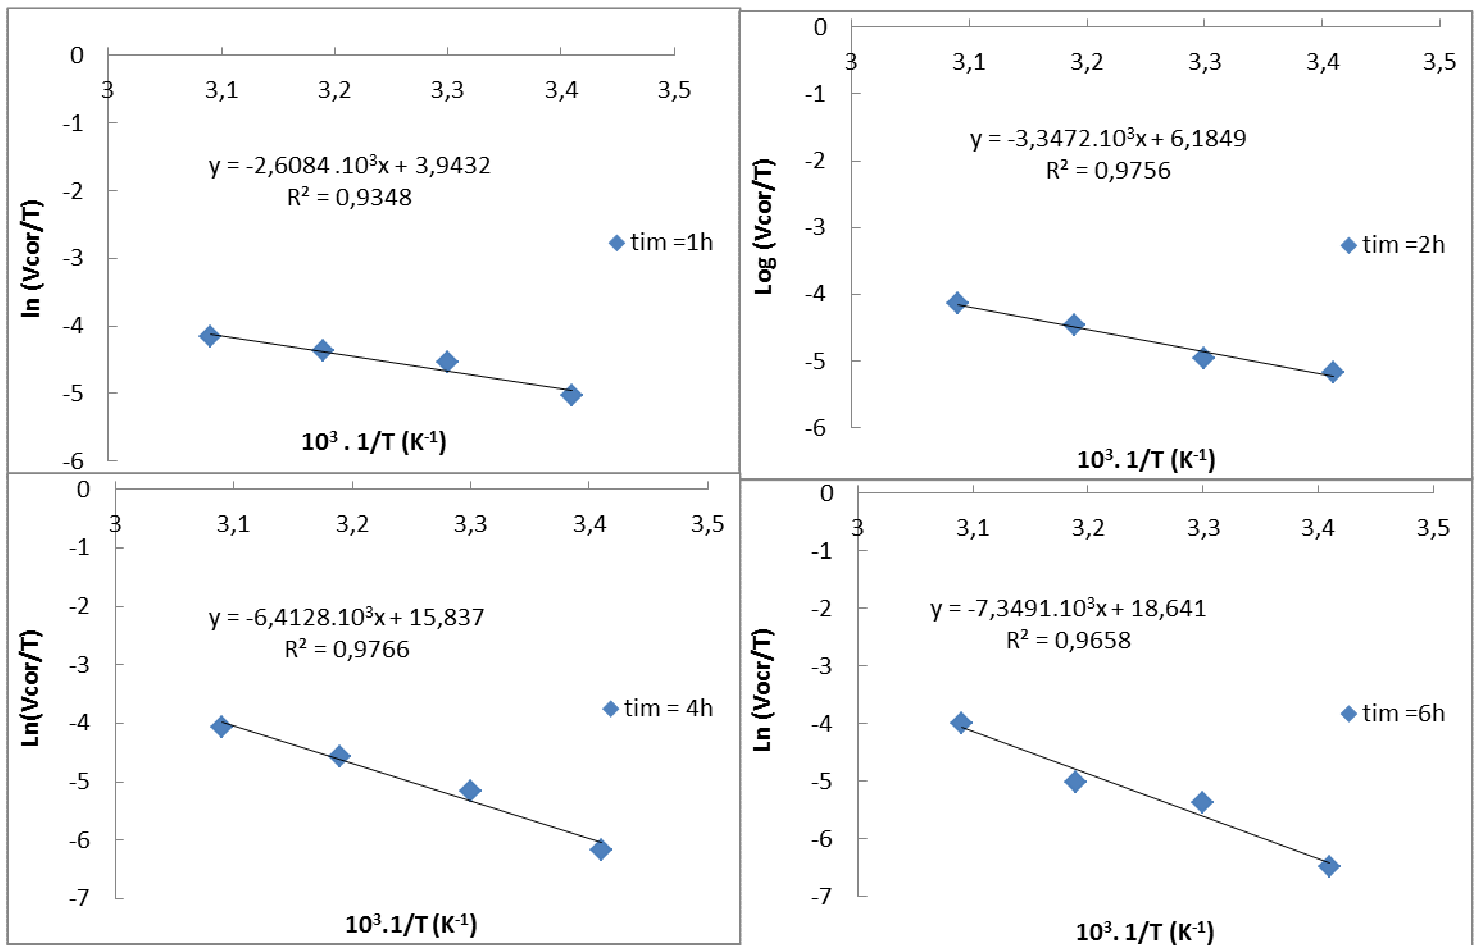 0
3
3,1
3,2
3,3
3,4
3,5
-1
y = -2,6084 .10³x + 3,9432
R² = 0,9348
-2
ln (Vcor/T)
-3
tim =1h
-4
-5
10³ . 1/T (K⁻¹)
-6
0
3
3,1
3,2
3,3
3,4
3,5
-1
y = -3,3472.10³x + 6,1849
R² = 0,9756
-2
Log (Vcor/T)
-3
tim =2h
-4
-5
-6
10³. 1/T (K⁻¹)
0
3
3,1
3,2
3,3
3,4
3,5
-1
y = -6,4128.10³x + 15,837
R² = 0,9766
-2
-3
Ln(Vcor/T)
tim = 4h
-4
-5
-6
-7
10³.1/T (K⁻¹)
0
3
3,1
3,2
3,3
3,4
3,5
-1
y = -7,3491.10³x + 18,641
R² = 0,9658
-2
-3
Ln (Vocr/T)
tim =6h
-4
-5
-6
-7
10³. 1/T (K⁻¹)